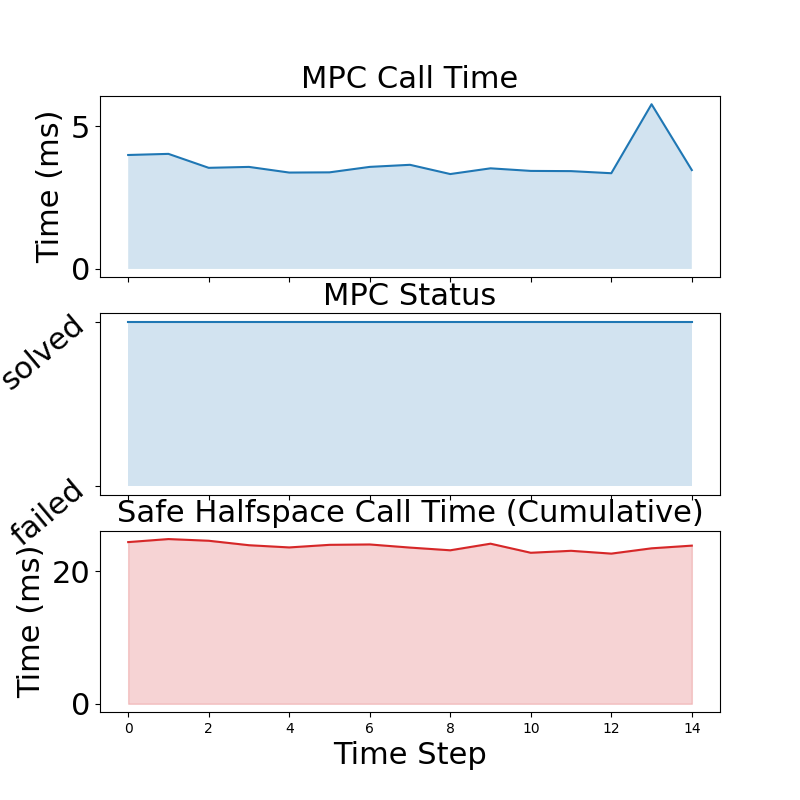 MPC Call Time
Time (ms)
5
0
MPC Status
solved
failed
Safe Halfspace Call Time (Cumulative)
Time (ms)
20
0
0 2 4 6 8 10 12 14
Time Step